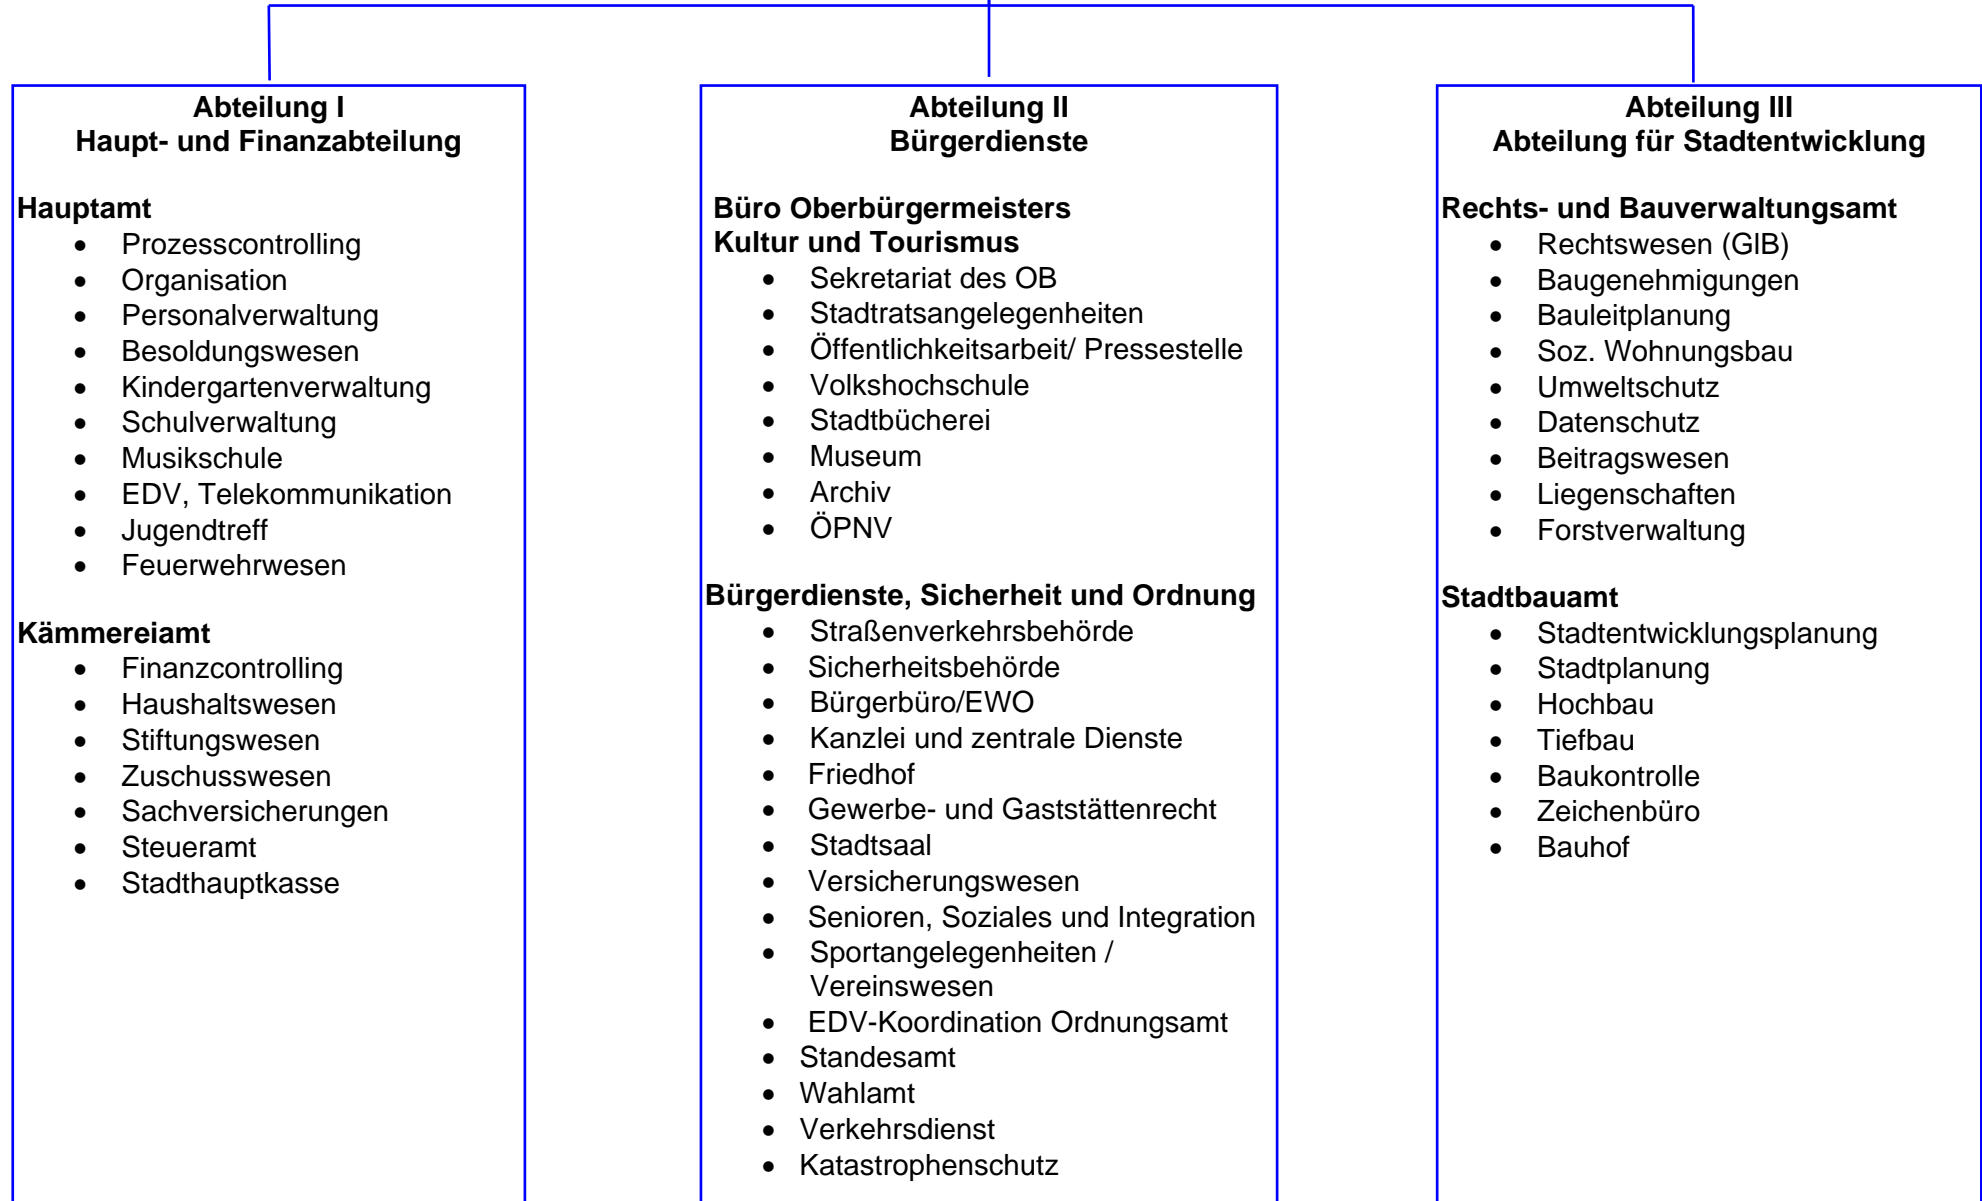 Abteilung I
Haupt- und Finanzabteilung
Hauptamt
• Prozesscontrolling
• Organisation
• Personalverwaltung
• Besoldungswesen
• Kindergartenverwaltung
• Schulverwaltung
• Musikschule
• EDV, Telekommunikation
• Jugendtreff
• Feuerwehrwesen
Kämmereiamt
• Finanzcontrolling
• Haushaltswesen
• Stiftungswesen
• Zuschusswesen
• Sachversicherungen
• Steueramt
• Stadthauptkasse
Abteilung II
Bürgerdienste
Büro Oberbürgermeisters
Kultur und Tourismus
• Sekretariat des OB
• Stadtratsangelegenheiten
• Öffentlichkeitsarbeit/ Pressestelle
• Volkshochschule
• Stadtbücherei
• Museum
• Archiv
• ÖPNV
Bürgerdienste, Sicherheit und Ordnung
• Straßenverkehrsbehörde
• Sicherheitsbehörde
• Bürgerbüro/EWO
• Kanzlei und zentrale Dienste
• Friedhof
• Gewerbe- und Gaststättenrecht
• Stadtsaal
• Versicherungswesen
• Senioren, Soziales und Integration
• Sportangelegenheiten /
Vereinswesen
• EDV-Koordination Ordnungsamt
• Standesamt
• Wahlamt
• Verkehrsdienst
• Katastrophenschutz
Abteilung III
Abteilung für Stadtentwicklung
Rechts- und Bauverwaltungsamt
• Rechtswesen (GlB)
• Baugenehmigungen
• Bauleitplanung
• Soz. Wohnungsbau
• Umweltschutz
• Datenschutz
• Beitragswesen
• Liegenschaften
• Forstverwaltung
Stadtbauamt
• Stadtentwicklungsplanung
• Stadtplanung
• Hochbau
• Tiefbau
• Baukontrolle
• Zeichenbüro
• Bauhof